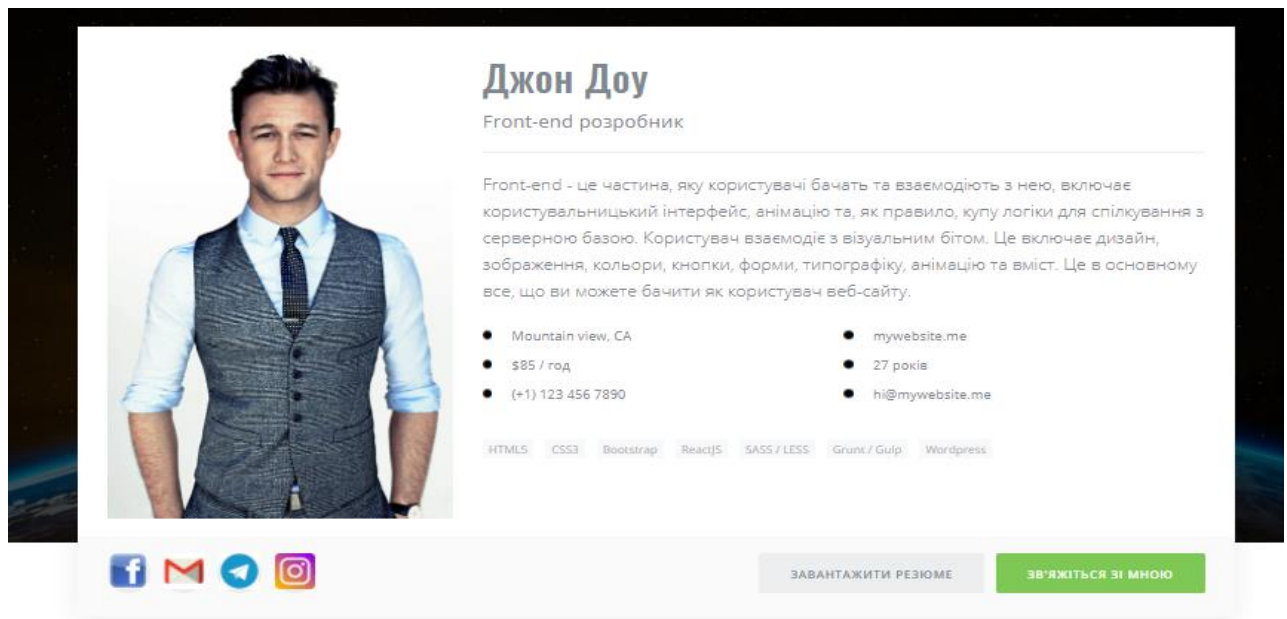 Джон Доу
Front-end розробник
Front-end - це частина, яку користувачі бачать та взаємодіють з нею, включає
користувальницький інтерфейс, анімацію та, як правило, купу логіки для спілкування з
серверною базою. Користувач взаємодіє з візуальним бітом. Це включає дизайн,
зображення, кольори, кнопки, форми, типографіку, анімацію та вміст. Це в основному
все, що ви можете бачити як користувач веб-сайту.
Mountain view, CA
mywebsite.me
$85 / год
27 років
(+1) 123 456 7890
hi@mywebsite.me
HTML5 CSS3 Bootstrap ReactJS SASS / LESS Grunt / Gulp Wordpress
ЗАВАНТАЖИТИ РЕЗЮМЕ
ЗВ'ЯЖІТЬСЯ ЗІ МНОЮ